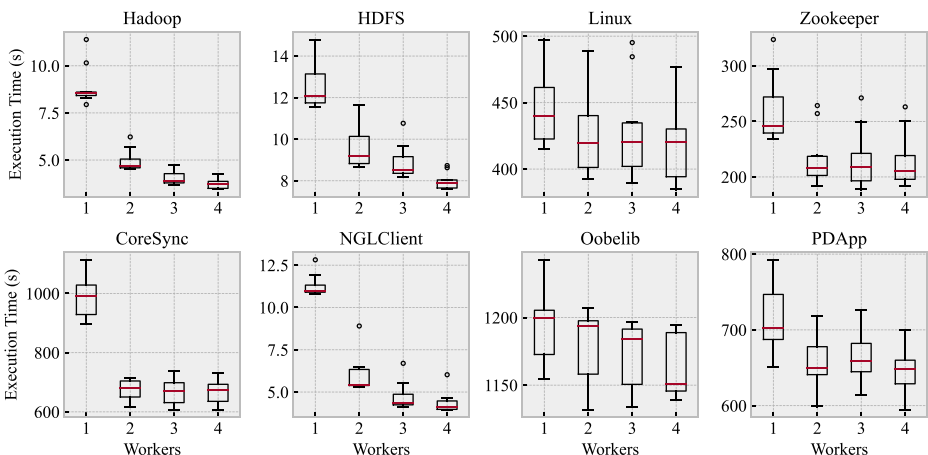 Hadoop
HDFS
Linux
Zookeeper
Execution Time (s)
10.0
7.5
5.0
1 2 3 4
14
12
10
8
1 2 3 4
500
450
400
1 2 3 4
300
250
200
1 2 3 4
CoreSync
NGLClient
Oobelib
PDApp
Execution Time (s)
1000
800
600
1 2 3 4
Workers
12.5
10.0
7.5
5.0
1 2 3 4
Workers
1200
1150
1 2 3 4
Workers
800
700
600
1 2 3 4
Workers